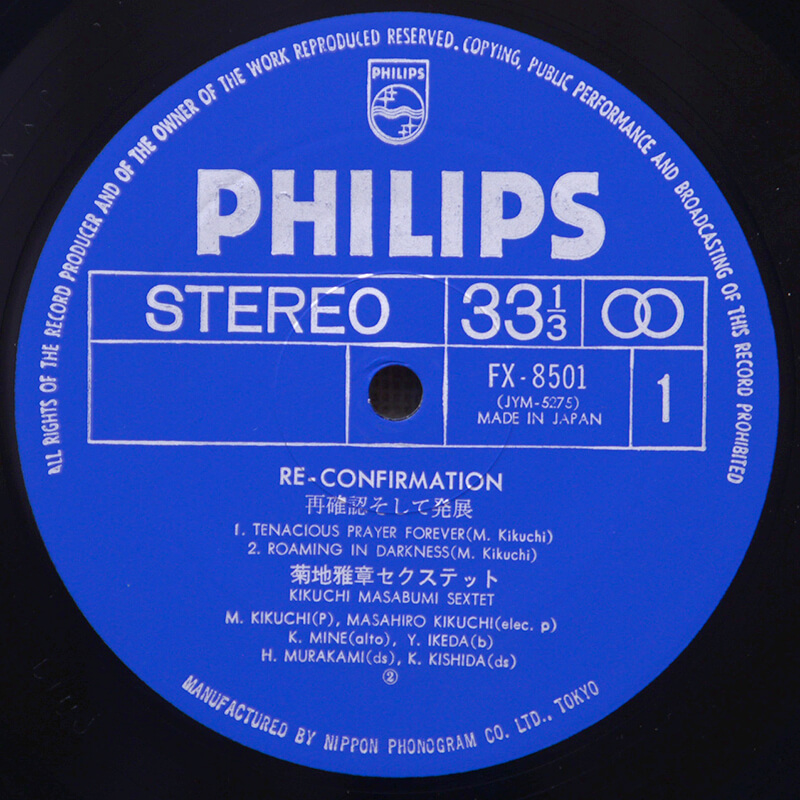 ALL RIGHTS OF THE RECORD PRODUCER AND OF THE OWNER OF THE WORK REPRODUCED RESERVED. COPYING, PUBLIC PERFORMANCE AND BROADCASTING OF THIS RECORD PROHIBITED
PHILIPS
PHILIPS
STEREO 33 1/3
FX-8501
(JYM-5275)
MADE IN JAPAN
1
RE-CONFIRMATION
再確認そして発展
1. TENACIOUS PRAYER FOREVER(M. Kikuchi)
2. ROAMING IN DARKNESS(M. Kikuchi)
菊地雅章セクステット
KIKUCHI MASABUMI SEXTET
M. KIKUCHI(P), MASAHIRO KIKUCHI(elec. p)
K. MINE(alto), Y. IKEDA(b)
H. MURAKAMI(ds), K. KISHIDA(ds)
②
MANUFACTURED BY NIPPON PHONOGRAM CO. LTD., TOKYO